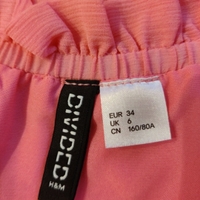 DIVIDED
H&M
EUR 34
UK 6
CN 160/80A